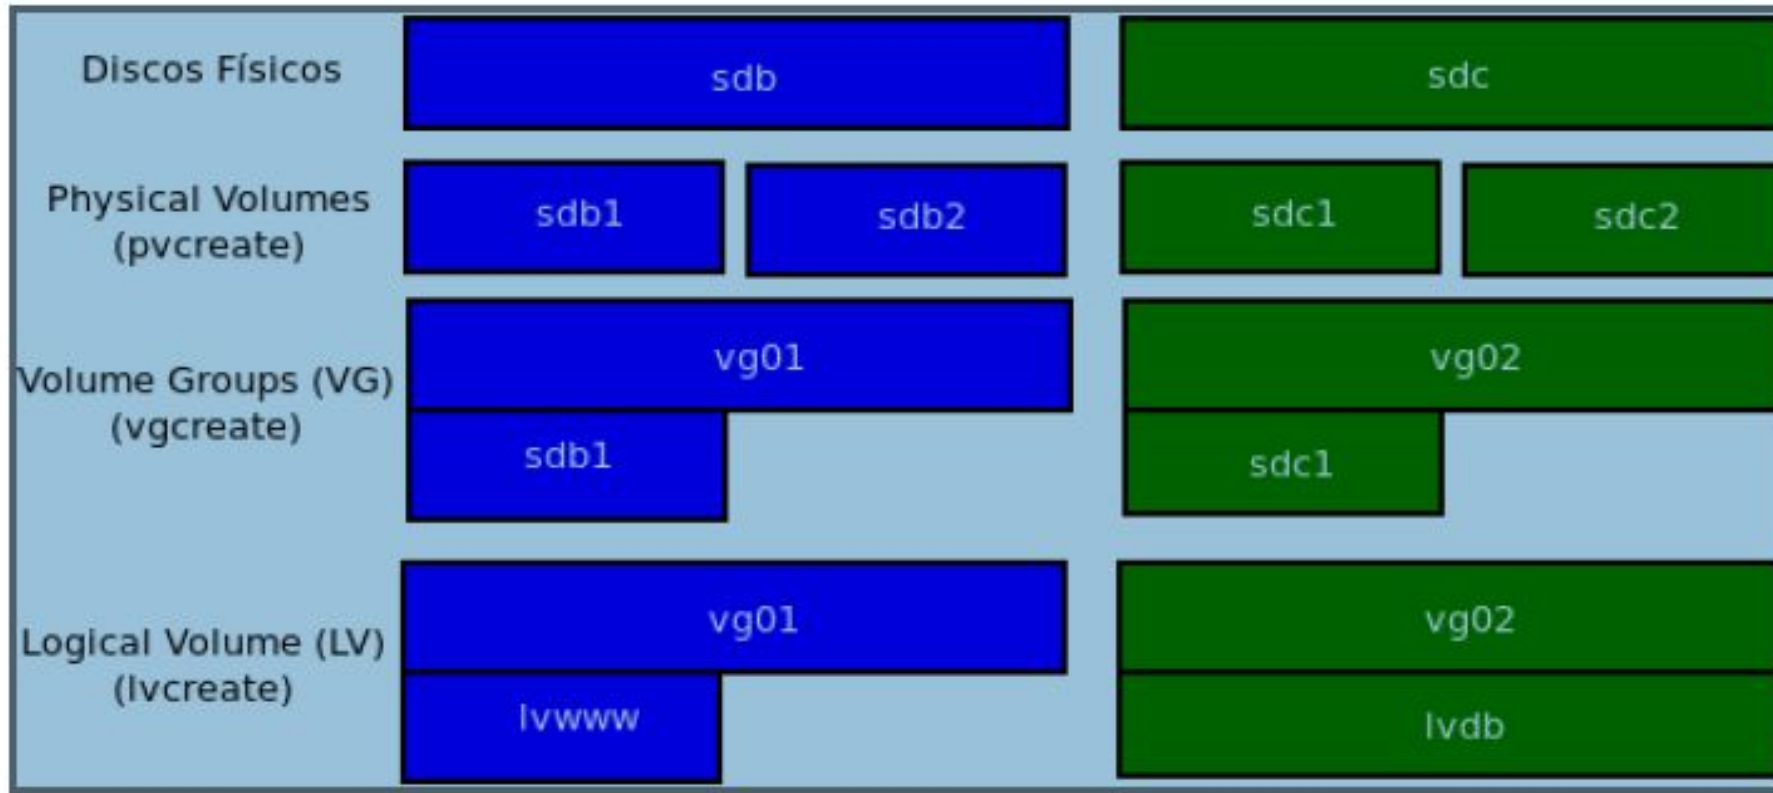 Discos Físicos
sdb
sdc
Physical Volumes
(pvcreate)
sdb1
sdb2
sdc1
sdc2
Volume Groups (VG)
(vgcreate)
vg01
vg02
sdb1
sdc1
Logical Volume (LV)
(lvcreate)
vg01
vg02
lvwww
lvdb